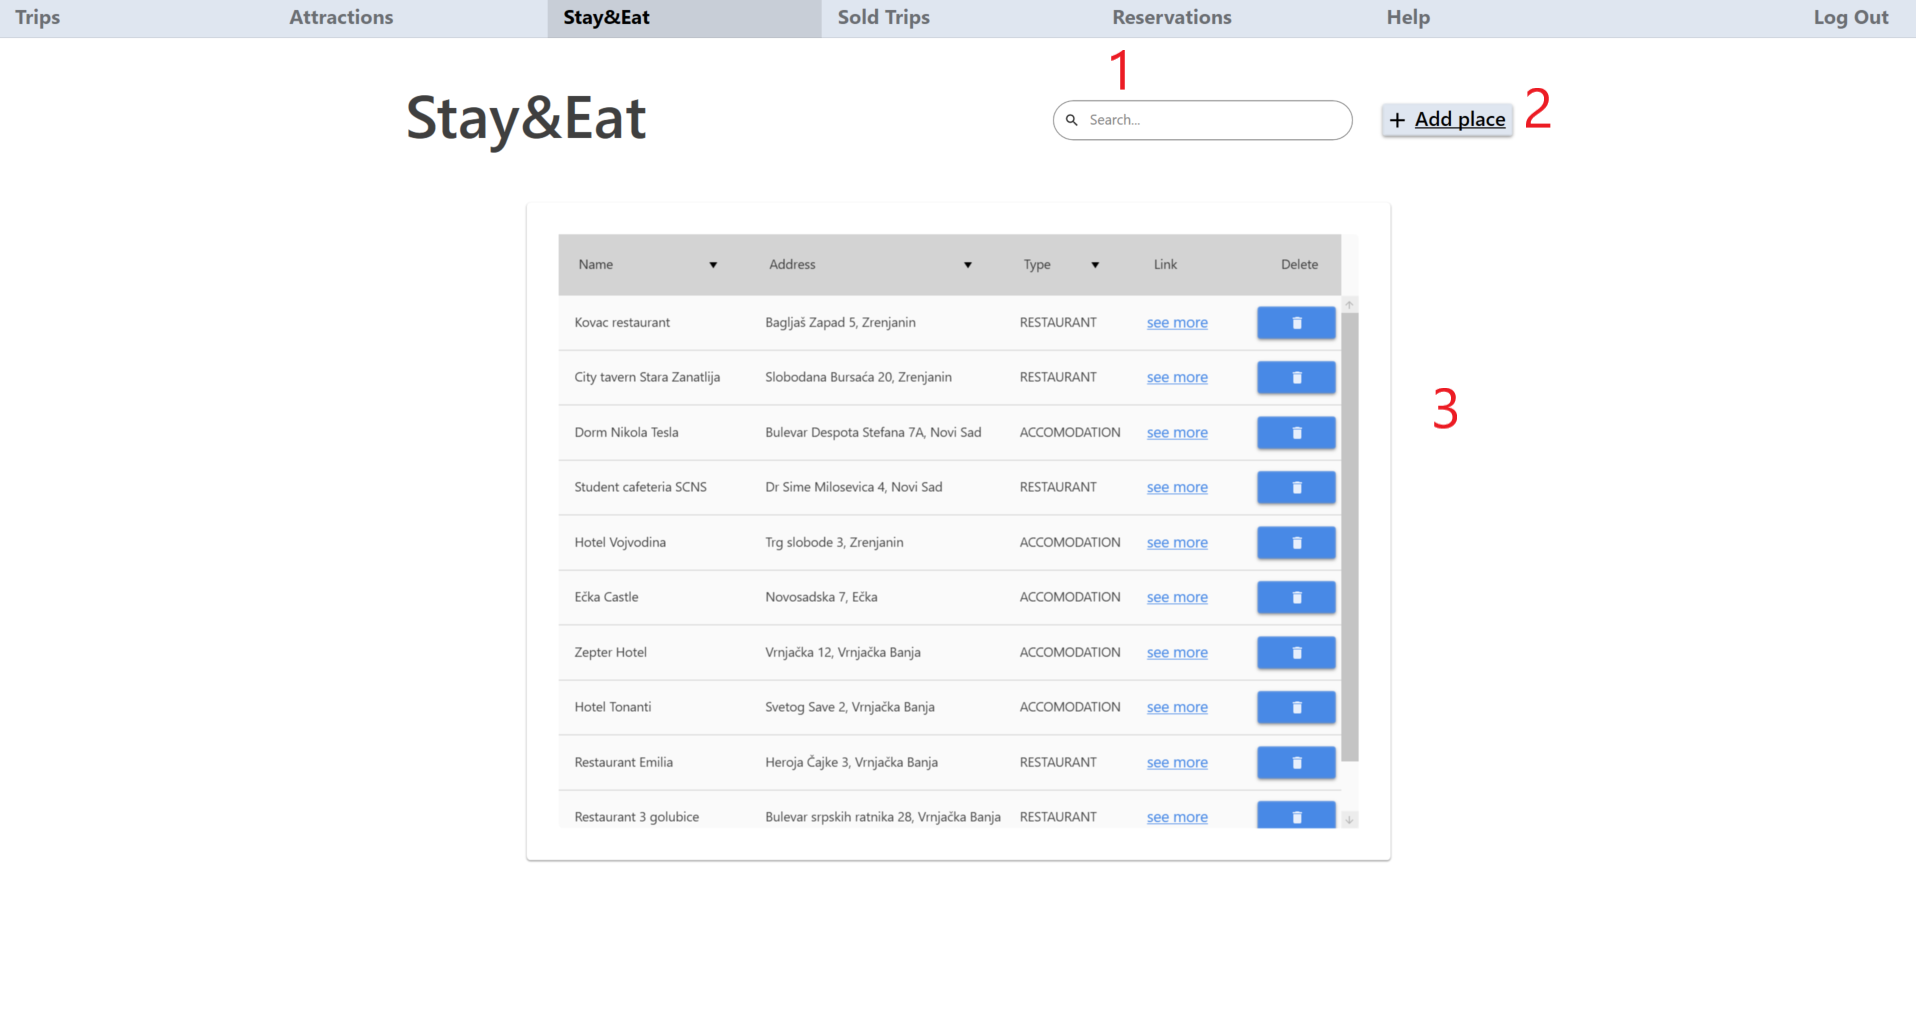 Trips Attractions Stay&Eat Sold Trips Reservations Help Log Out
1
Stay&Eat Search... + Add place 2
Name Address Type Link Delete
Kovac restaurant Bagljaš Zapad 5, Zrenjanin RESTAURANT see more
City tavern Stara Zanatlija Slobodana Bursaća 20, Zrenjanin RESTAURANT see more
3
Dorm Nikola Tesla Bulevar Despota Stefana 7A, Novi Sad ACCOMODATION see more
Student cafeteria SCNS Dr Sime Milosevica 4, Novi Sad RESTAURANT see more
Hotel Vojvodina Trg slobode 3, Zrenjanin ACCOMODATION see more
Ečka Castle Novosadska 7, Ečka ACCOMODATION see more
Zepter Hotel Vrnjačka 12, Vrnjačka Banja ACCOMODATION see more
Hotel Tonanti Svetog Save 2, Vrnjačka Banja ACCOMODATION see more
Restaurant Emilia Heroja Čajke 3, Vrnjačka Banja RESTAURANT see more
Restaurant 3 golubice Bulevar srpskih ratnika 28, Vrnjačka Banja RESTAURANT see more